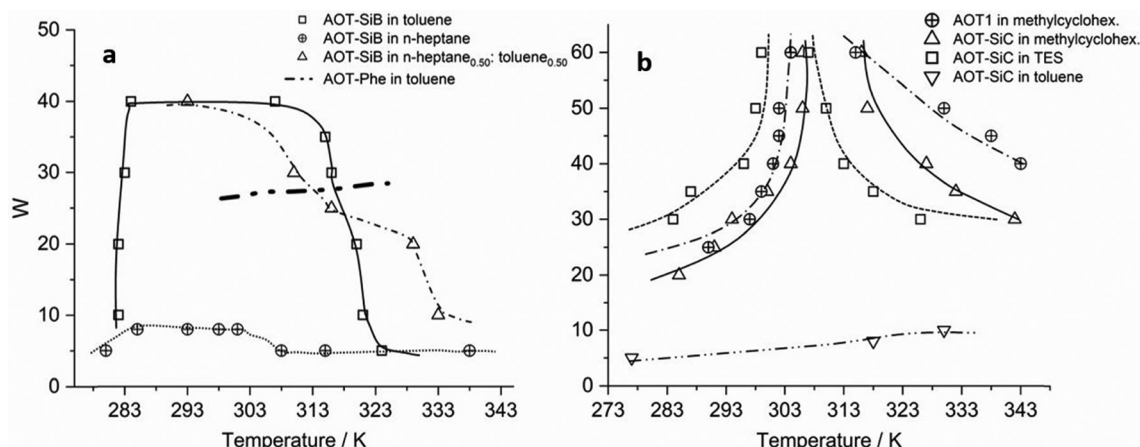 AOT-SiB in toluene
AOT-SiB in n-heptane
AOT-SiB in n-heptane0.50: toluene0.50
AOT-Phe in toluene
a
50
40
30
20
10
0
W
283 293 303 313 323 333 343
Temperature / K
AOT1 in methylcyclohex.
AOT-SiC in methylcyclohex.
AOT-SiC in TES
AOT-SiC in toluene
b
60
50
40
30
20
10
0
273 283 293 303 313 323 333 343
Temperature / K